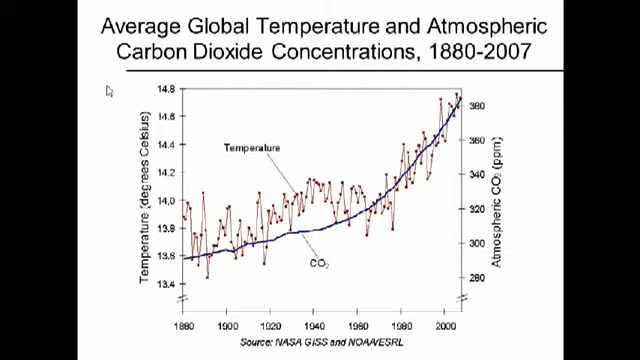 Average Global Temperature and Atmospheric
Carbon Dioxide Concentrations, 1880-2007
14.8
14.6
14.4
14.2
14.0
13.8
13.6
13.4
Temperature (degrees Celsius)
Temperature
CO2
380
360
340
320
300
280
Atmospheric CO2 (ppm)
1880 1900 1920 1940 1960 1980 2000
Source: NASA GISS and NOAA/ESRL